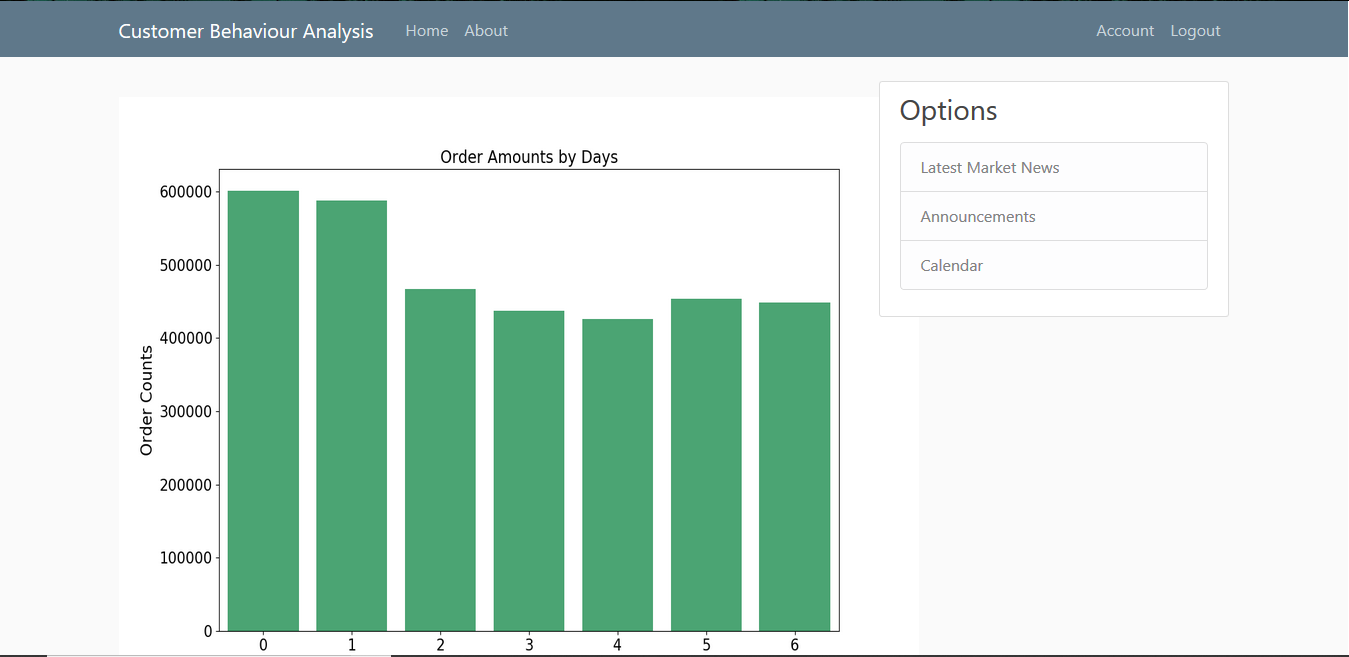 Customer Behaviour Analysis Home About Account Logout
Options
Latest Market News
Announcements
Calendar
Order Amounts by Days
Order Counts
600000
500000
400000
300000
200000
100000
0
0 1 2 3 4 5 6